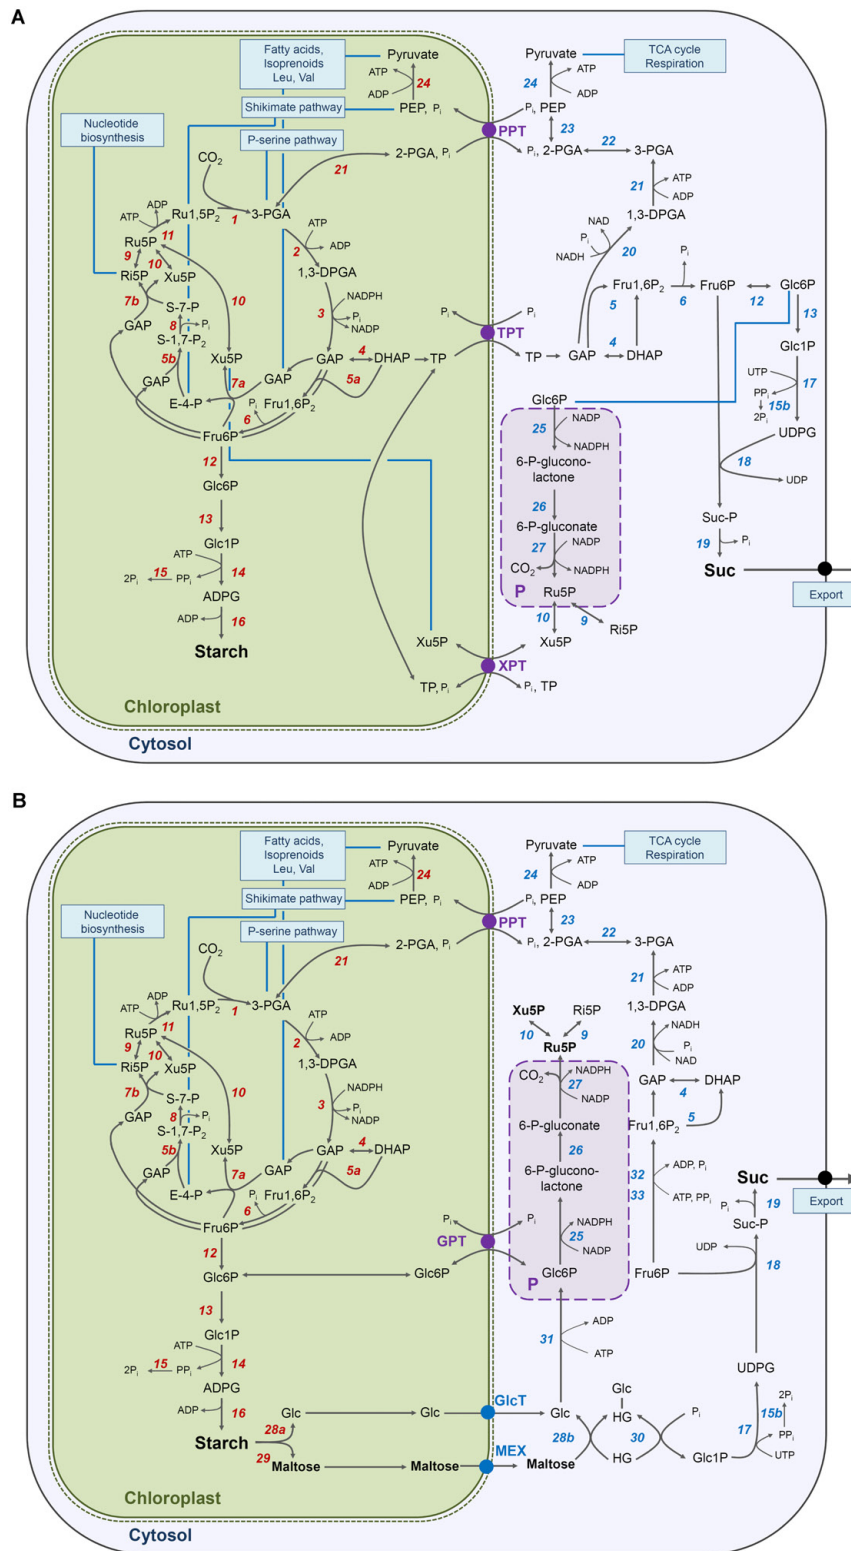 A
Fatty acids,
Isoprenoids
Leu, Val
Pyruvate
Pyruvate
TCA cycle
Respiration
ATP
ADP
24
24
ATP
ADP
Shikimate pathway
PEP, Pi
Pi, PEP
Nucleotide
biosynthesis
P-serine pathway
PPT
23
22
CO2
21
2-PGA, Pi
Pi, 2-PGA
3-PGA
21
ATP
ADP
ADP
ATP
Ru1,5P2
1
3-PGA
1,3-DPGA
11
Ru5P
2
ATP
ADP
NAD
Pi
NADH
20
9
10
Ri5P
Xu5P
1,3-DPGA
Pi
7b
10
Fru1,6P2
Fru6P
Glc6P
S-7-P
NADPH
Pi
NADP
5
6
12
13
GAP
8
Pi
3
Pi
Pi
S-1,7-P2
TPT
4
Glc1P
5b
Xu5P
GAP
4
DHAP
TP
TP
GAP
DHAP
UTP
17
GAP
7a
GAP
5a
PPi
15b
E-4-P
Pi
Fru1,6P2
Glc6P
2Pi
6
25
NADP
NADPH
UDPG
Fru6P
12
6-P-glucono-
lactone
18
Glc6P
26
UDP
13
6-P-gluconate
Suc-P
Glc1P
27
NADP
19
Pi
ATP
NADPH
2Pi
15
PPi
14
CO2
Suc
ADPG
P
Ru5P
Export
ADP
16
10
9
Starch
Xu5P
Xu5P
Ri5P
XPT
TP, Pi
Pi, TP
Chloroplast
Cytosol
B
Fatty acids,
Isoprenoids
Leu, Val
Pyruvate
Pyruvate
TCA cycle
Respiration
ATP
ADP
24
24
ATP
ADP
Shikimate pathway
PEP, Pi
Pi, PEP
Nucleotide
biosynthesis
P-serine pathway
PPT
23
22
CO2
21
2-PGA, Pi
Pi, 2-PGA
3-PGA
21
ATP
ADP
ADP
ATP
Ru1,5P2
1
3-PGA
Xu5P
Ri5P
1,3-DPGA
11
Ru5P
2
ATP
ADP
10
9
NADH
Pi
NAD
20
9
10
Ru5P
Ri5P
Xu5P
1,3-DPGA
CO2
NADPH
GAP
DHAP
7b
10
27
NADP
4
S-7-P
NADPH
Pi
NADP
5
GAP
8
Pi
3
6-P-gluconate
Fru1,6P2
S-1,7-P2
5b
Xu5P
GAP
4
DHAP
26
GAP
7a
GAP
5a
6-P-glucono-
lactone
32
33
ADP, Pi
ATP, PPi
Suc
E-4-P
Pi
Fru1,6P2
Pi
19
Export
6
Pi
Pi
NADPH
Suc-P
Fru6P
GPT
25
NADP
12
UDP
18
Glc6P
Glc6P
Glc6P
Fru6P
P
13
ADP
31
ATP
Glc1P
ATP
UDPG
2Pi
15
PPi
14
Glc
ADPG
GlcT
2Pi
15b
ADP
16
28a
Glc
Glc
Glc
HG
Pi
17
PPi
Starch
MEX
28b
30
UTP
29
Maltose
Maltose
Maltose
HG
Glc1P
Chloroplast
Cytosol